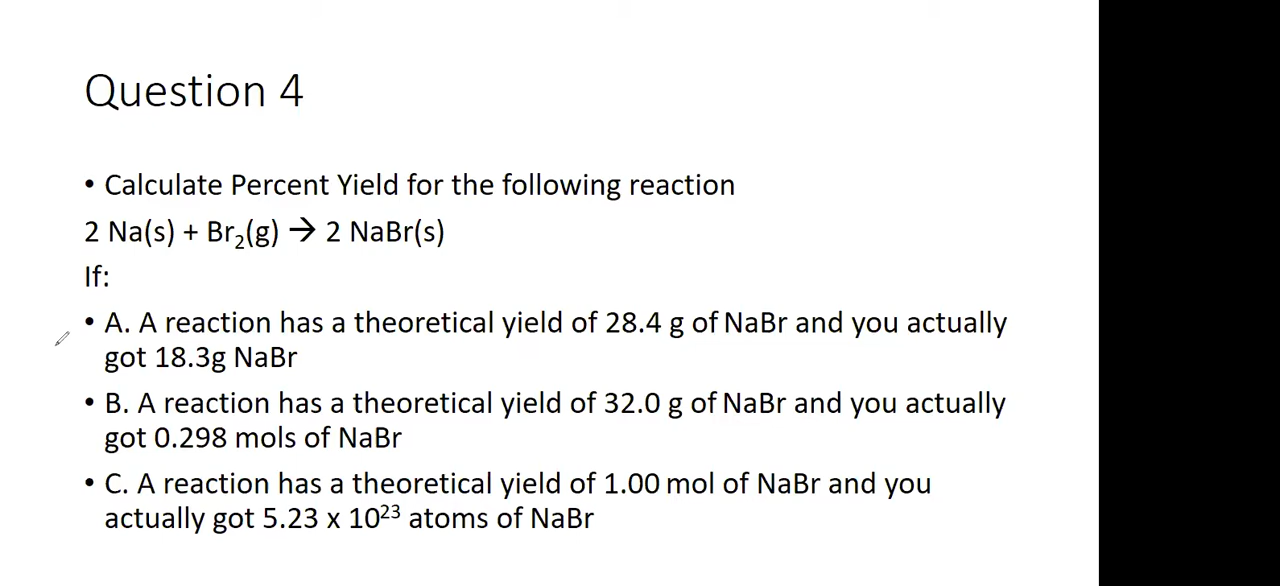 Question 4
• Calculate Percent Yield for the following reaction
2 Na(s) + Br₂(g) → 2 NaBr(s)
If:
• A. A reaction has a theoretical yield of 28.4 g of NaBr and you actually
got 18.3g NaBr
• B. A reaction has a theoretical yield of 32.0 g of NaBr and you actually
got 0.298 mols of NaBr
• C. A reaction has a theoretical yield of 1.00 mol of NaBr and you
actually got 5.23 x 10²³ atoms of NaBr